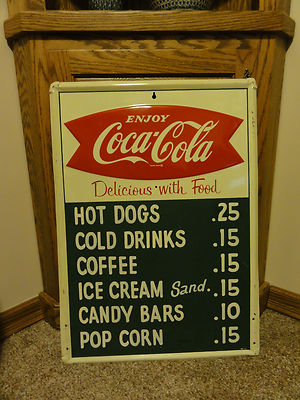 ENJOY
Coca-Cola
Delicious with Food
HOT DOGS .25
COLD DRINKS .15
COFFEE .15
ICE CREAM Sand. .15
CANDY BARS .10
POP CORN .15